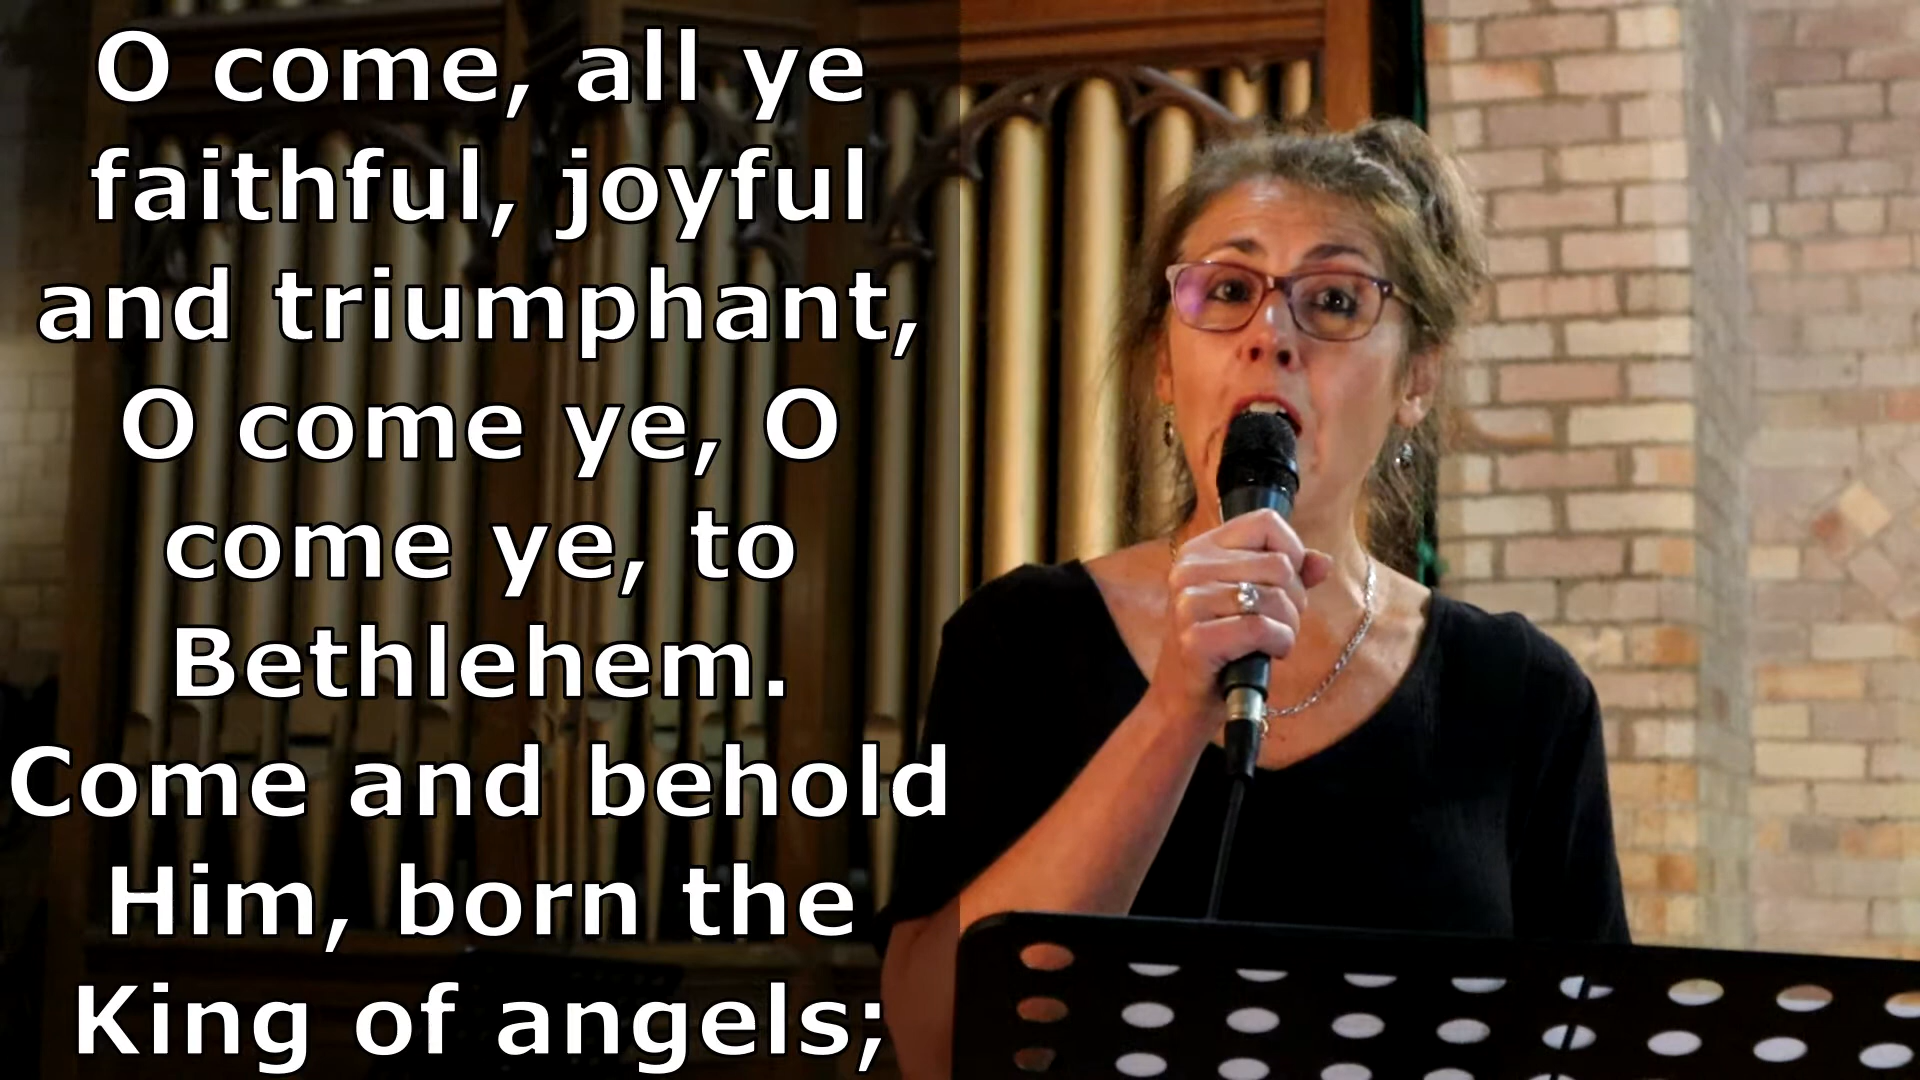 O come, all ye
faithful, joyful
and triumphant,
O come ye, O
come ye, to
Bethlehem.
Come and behold
Him, born the
King of angels;